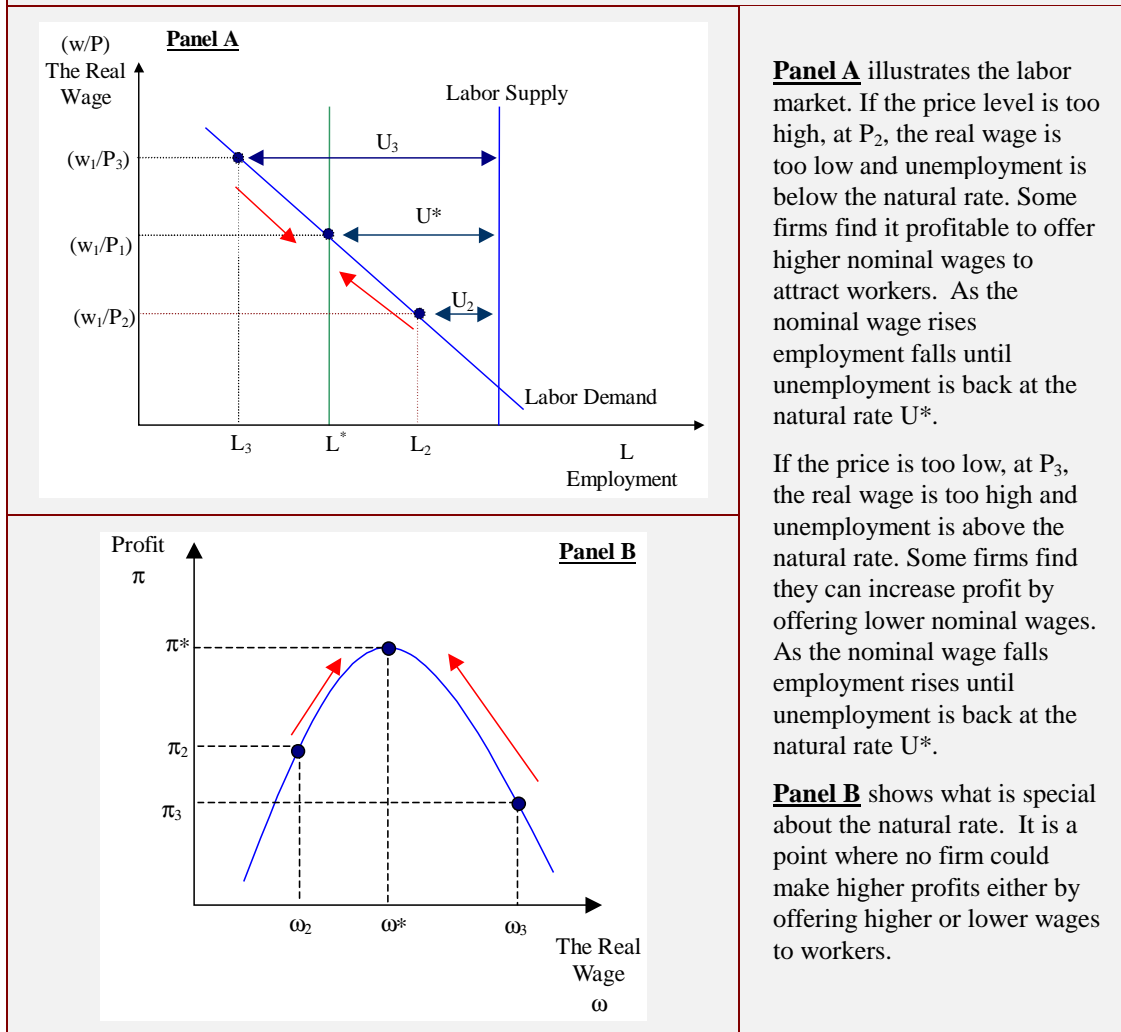 Panel A
(w/P)
The Real
Wage
Labor Supply
(w₁/P₃)
U₃
(w₁/P₁)
U*
(w₁/P₂)
U₂
Labor Demand
L₃
L*
L₂
L
Employment
Profit
π
Panel B
π*
π₂
π₃
ω₂
ω*
ω₃
The Real
Wage
ω
Panel A illustrates the labor
market. If the price level is too
high, at P₂, the real wage is
too low and unemployment is
below the natural rate. Some
firms find it profitable to offer
higher nominal wages to
attract workers. As the
nominal wage rises
employment falls until
unemployment is back at the
natural rate U*.
If the price is too low, at P₃,
the real wage is too high and
unemployment is above the
natural rate. Some firms find
they can increase profit by
offering lower nominal wages.
As the nominal wage falls
employment rises until
unemployment is back at the
natural rate U*.
Panel B shows what is special
about the natural rate. It is a
point where no firm could
make higher profits either by
offering higher or lower wages
to workers.